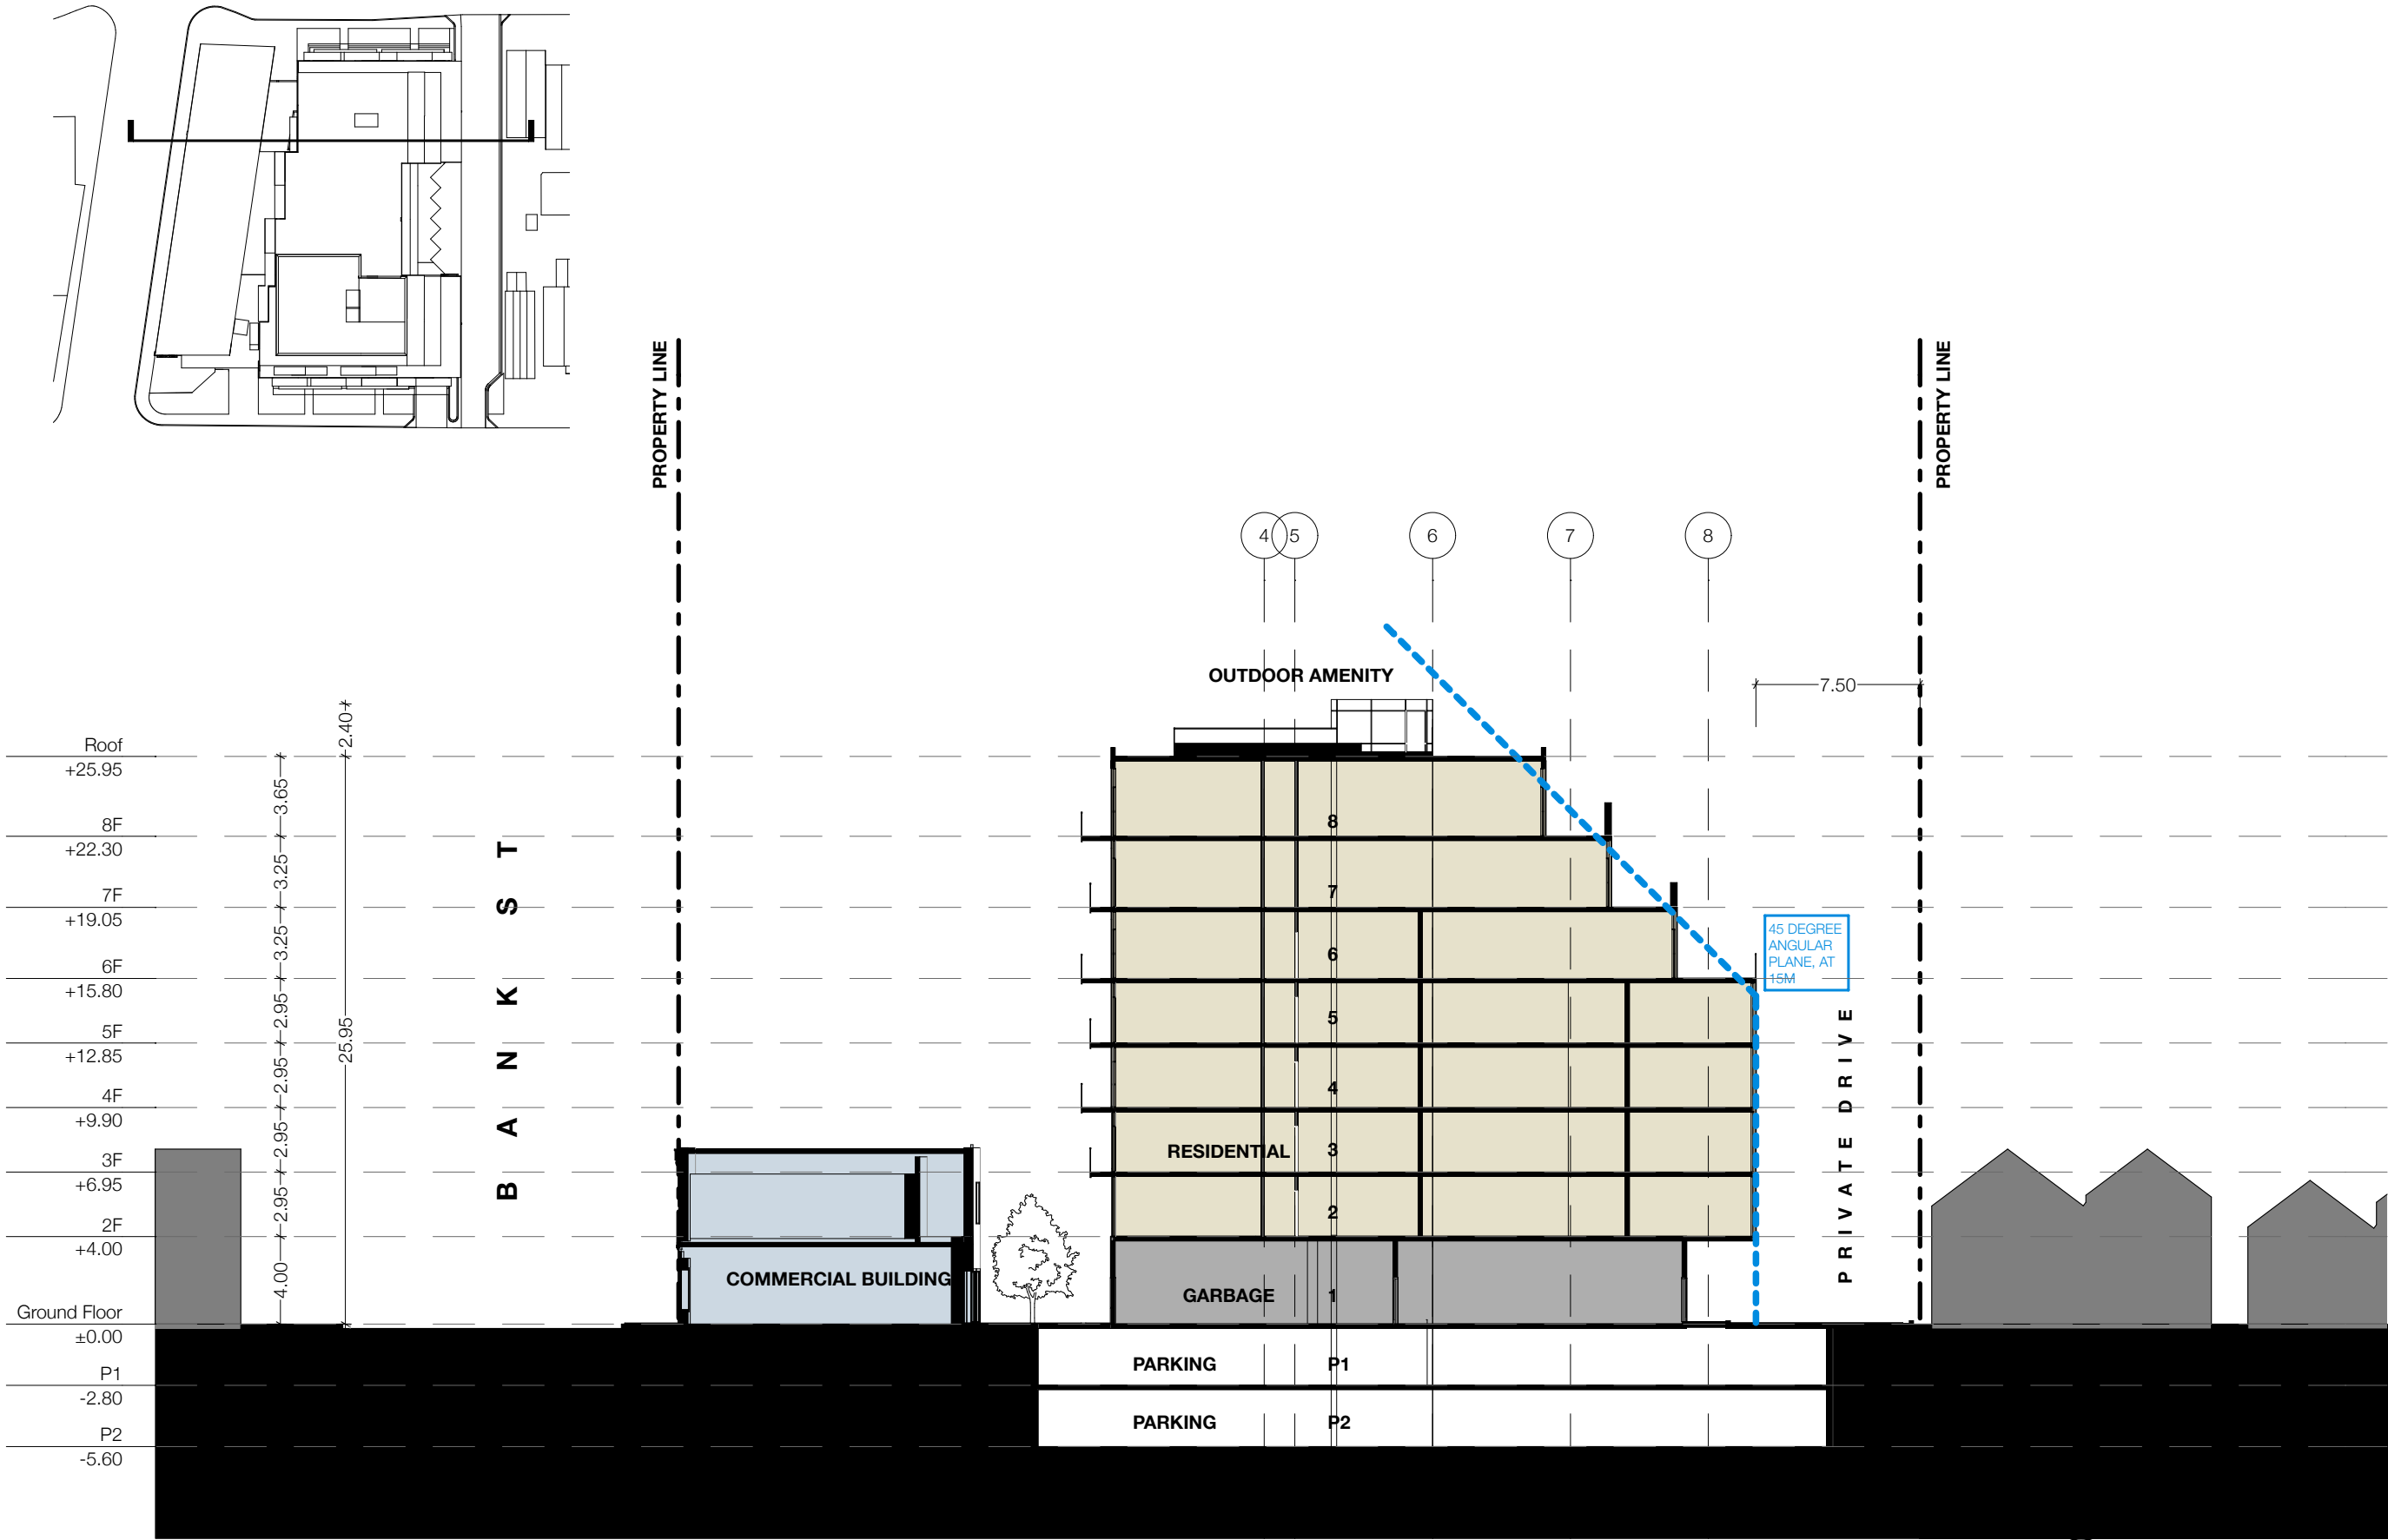 PROPERTY LINE
PROPERTY LINE
4
5
6
7
8
OUTDOOR AMENITY
7.50
2.40
Roof
+25.95
3.65
8F
+22.30
3.25
7F
+19.05
3.25
6F
+15.80
2.95
5F
+12.85
2.95
4F
+9.90
2.95
3F
+6.95
2.95
2F
+4.00
4.00
Ground Floor
±0.00
P1
-2.80
P2
-5.60
25.95
BANK ST
8
7
6
5
4
RESIDENTIAL 3
2
COMMERCIAL BUILDING
GARBAGE 1
PARKING P1
PARKING P2
45 DEGREE
ANGULAR
PLANE, AT
15M
PRIVATE DRIVE